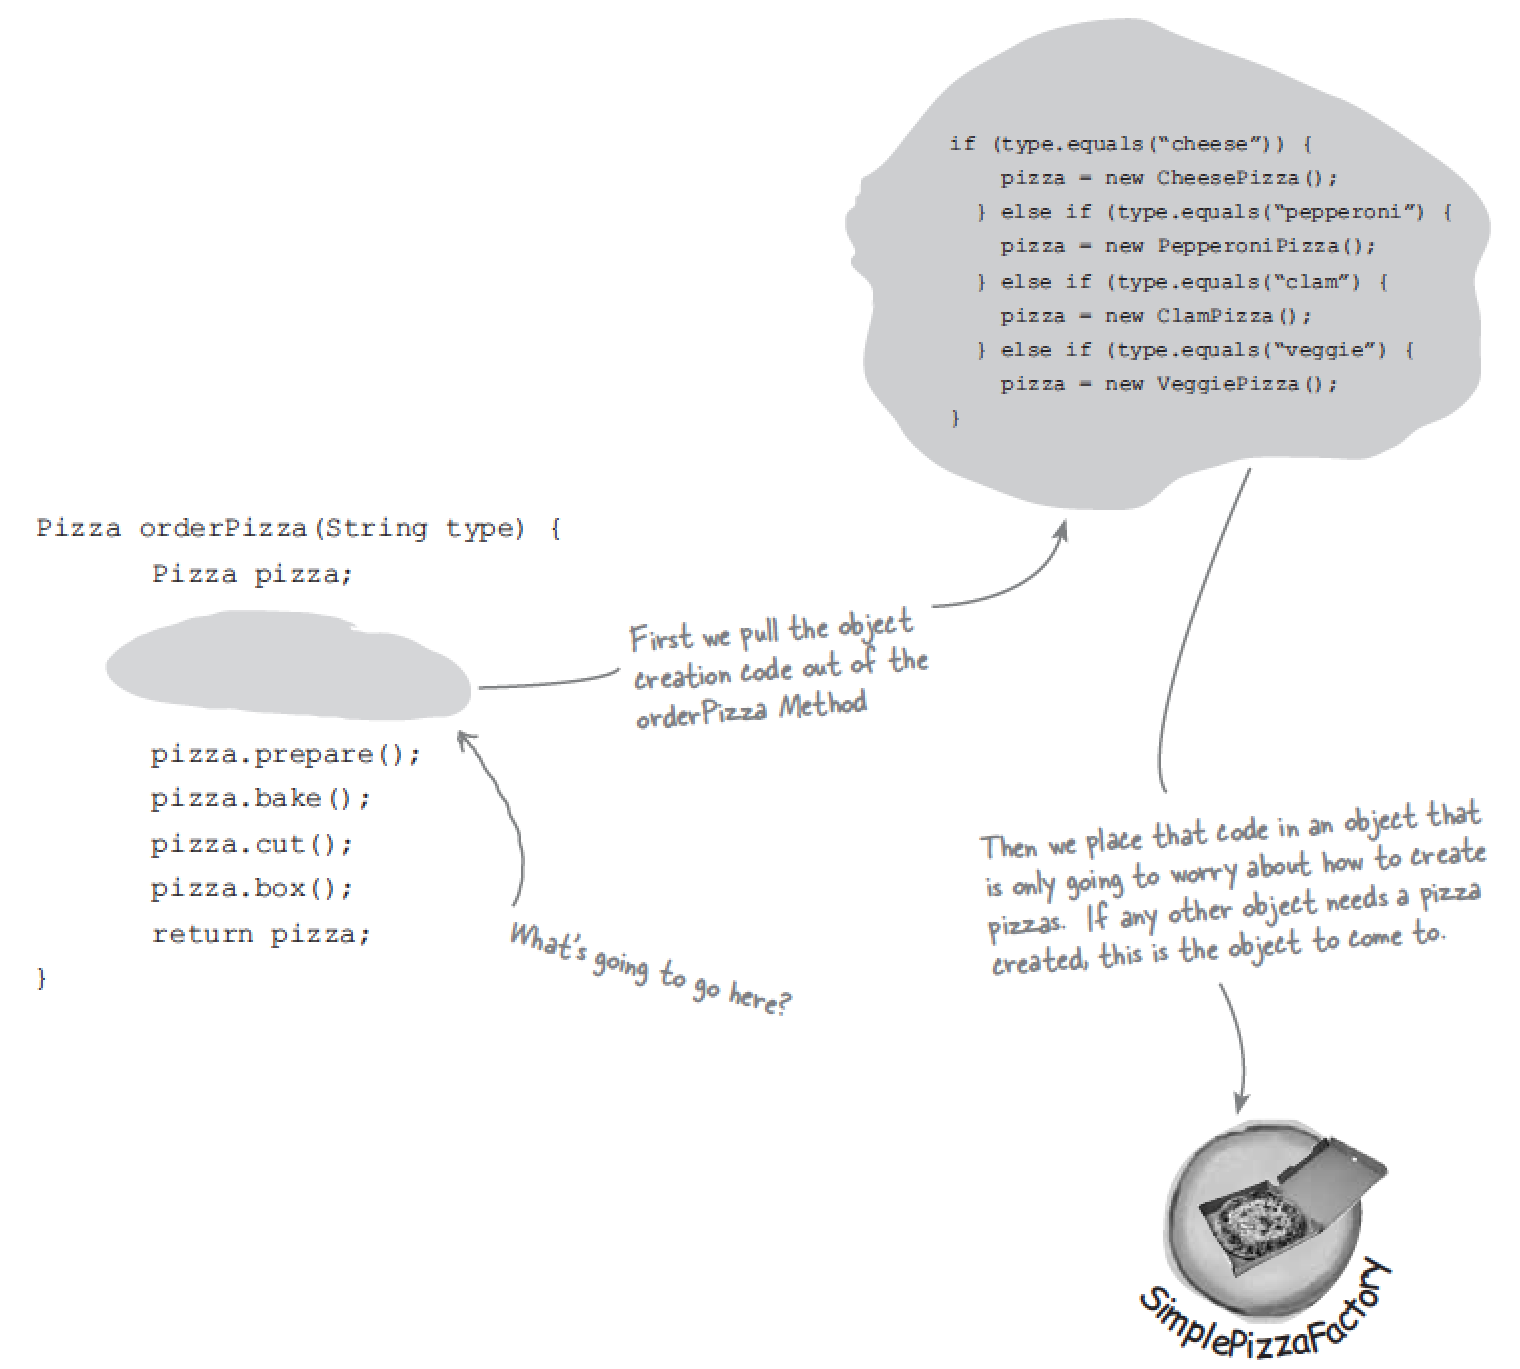 if (type.equals(“cheese”)) {
pizza = new CheesePizza();
} else if (type.equals(“pepperoni”) {
pizza = new PepperoniPizza();
} else if (type.equals(“clam”) {
pizza = new ClamPizza();
} else if (type.equals(“veggie”) {
pizza = new VeggiePizza();
}
Pizza orderPizza(String type) {
Pizza pizza;
pizza.prepare();
pizza.bake();
pizza.cut();
pizza.box();
return pizza;
}
First we pull the object
creation code out of the
orderPizza Method
What's going to go here?
Then we place that code in an object that
is only going to worry about how to create
pizzas. If any other object needs a pizza
created, this is the object to come to.
SimplePizzaFactory